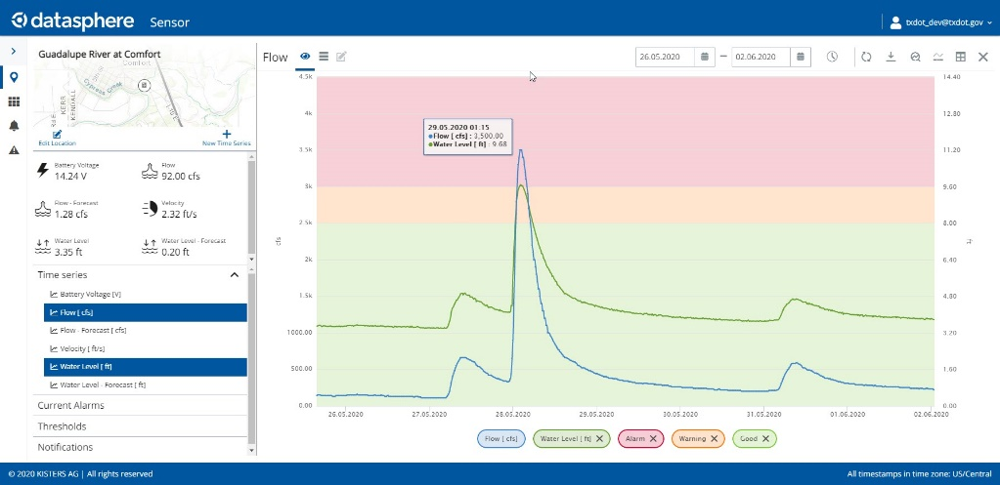 datasphere Sensor
txdot_dev@txdot.gov
Guadalupe River at Comfort
Comfort
Cypress Creek
KERR
KENDALL
I-10 E
Edit Location
New Time Series
Battery Voltage
14.24 V
Flow
92.00 cfs
Flow - Forecast
1.28 cfs
Velocity
2.32 ft/s
Water Level
3.35 ft
Water Level - Forecast
0.20 ft
Time series
Battery Voltage [V]
Flow [ cfs]
Flow - Forecast [ cfs]
Velocity [ ft/s]
Water Level [ ft]
Water Level - Forecast [ ft]
Current Alarms
Thresholds
Notifications
Flow
26.05.2020 – 02.06.2020
4.5k
4k
3.5k
3k
2.5k
2k
1.5k
1000.00
500.00
0.00
cfs
29.05.2020 01:15
Flow [ cfs] : 3,500.00
Water Level [ ft] : 9.68
14.40
12.80
11.20
9.60
8.00
6.40
4.80
3.20
1.60
0.00
ft
26.05.2020 27.05.2020 28.05.2020 29.05.2020 30.05.2020 31.05.2020 01.06.2020 02.06.2020
Flow [ cfs] Water Level [ ft] Alarm Warning Good
© 2020 KISTERS AG | All rights reserved
All timestamps in time zone: US/Central